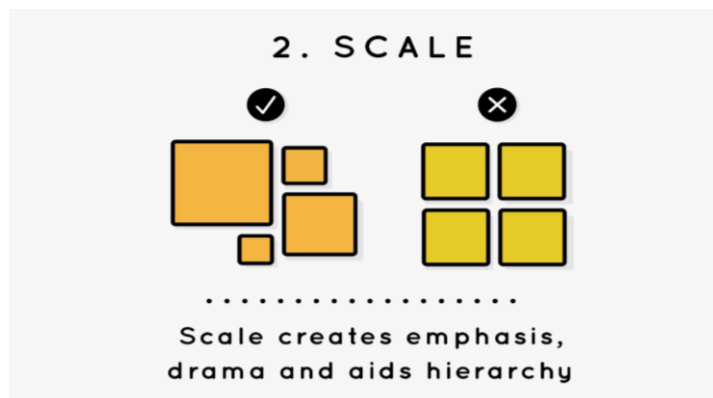 2. SCALE
Scale creates emphasis,
drama and aids hierarchy